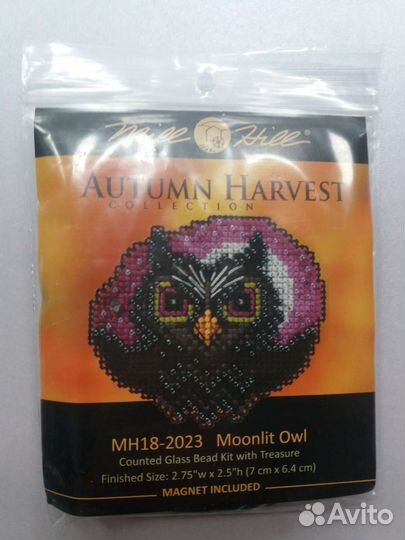 Mill Hill®
AUTUMN HARVEST
COLLECTION
MH18-2023 Moonlit Owl
Counted Glass Bead Kit with Treasure
Finished Size: 2.75"w x 2.5"h (7 cm x 6.4 cm)
MAGNET INCLUDED
Avito